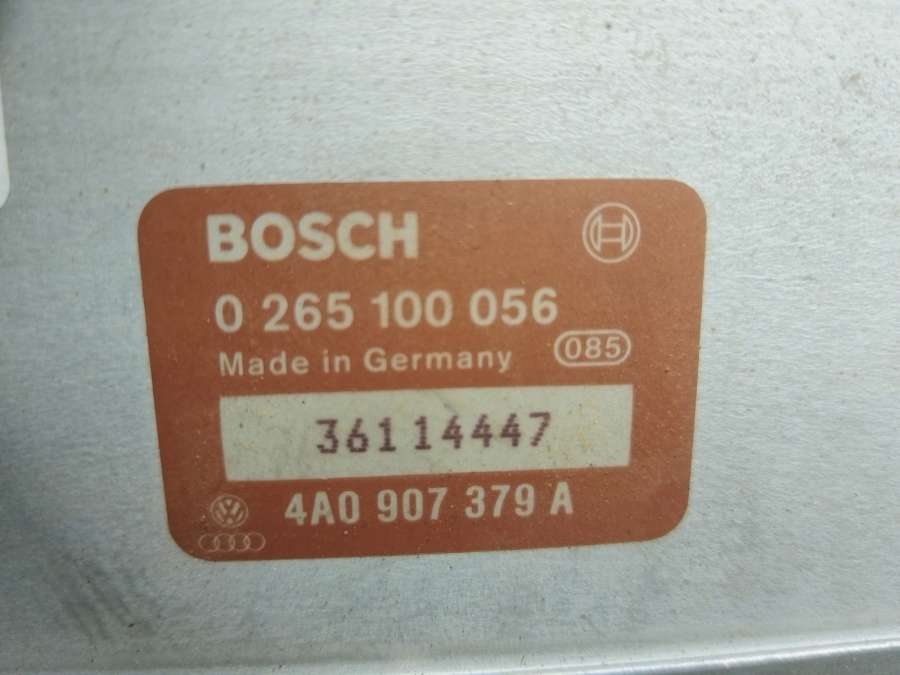 BOSCH
0 265 100 056
Made in Germany 085
36114447
4A0 907 379 A